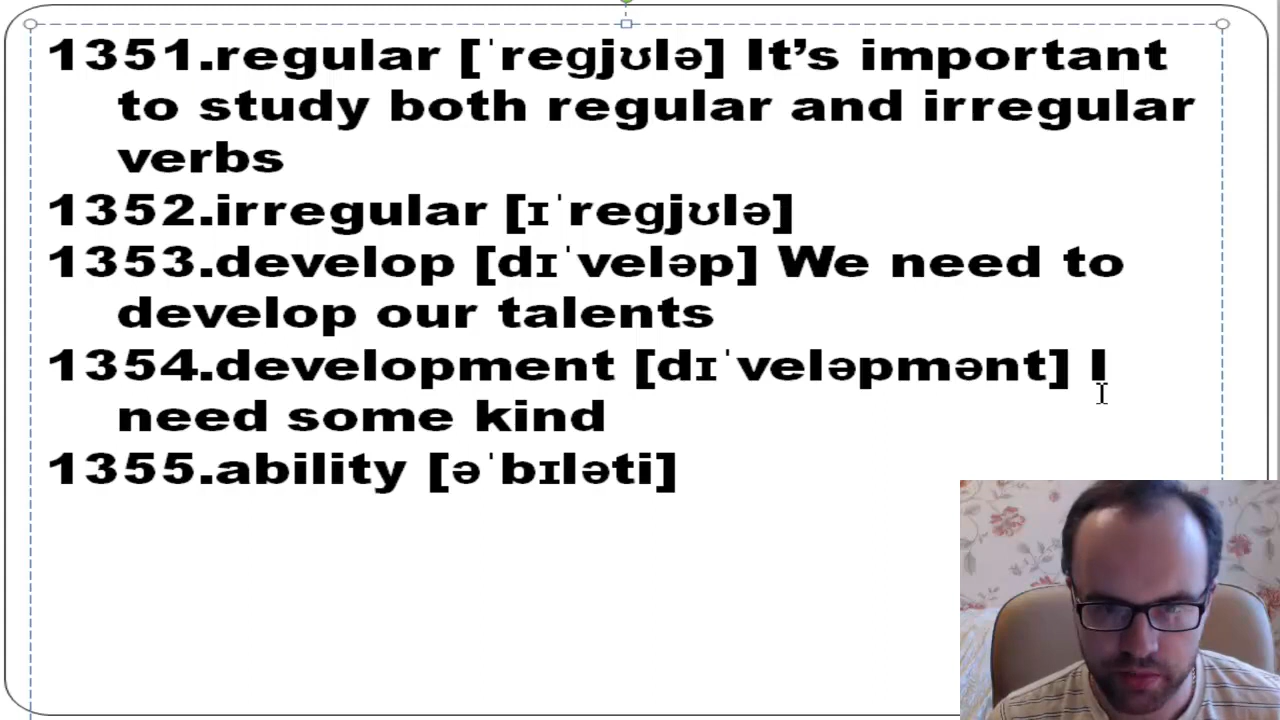 1351.regular [ˈregjʊlə] It’s important
to study both regular and irregular
verbs
1352.irregular [ɪˈregjʊlə]
1353.develop [dɪˈveləp] We need to
develop our talents
1354.development [dɪˈveləpmənt] I
need some kind
1355.ability [əˈbɪləti]